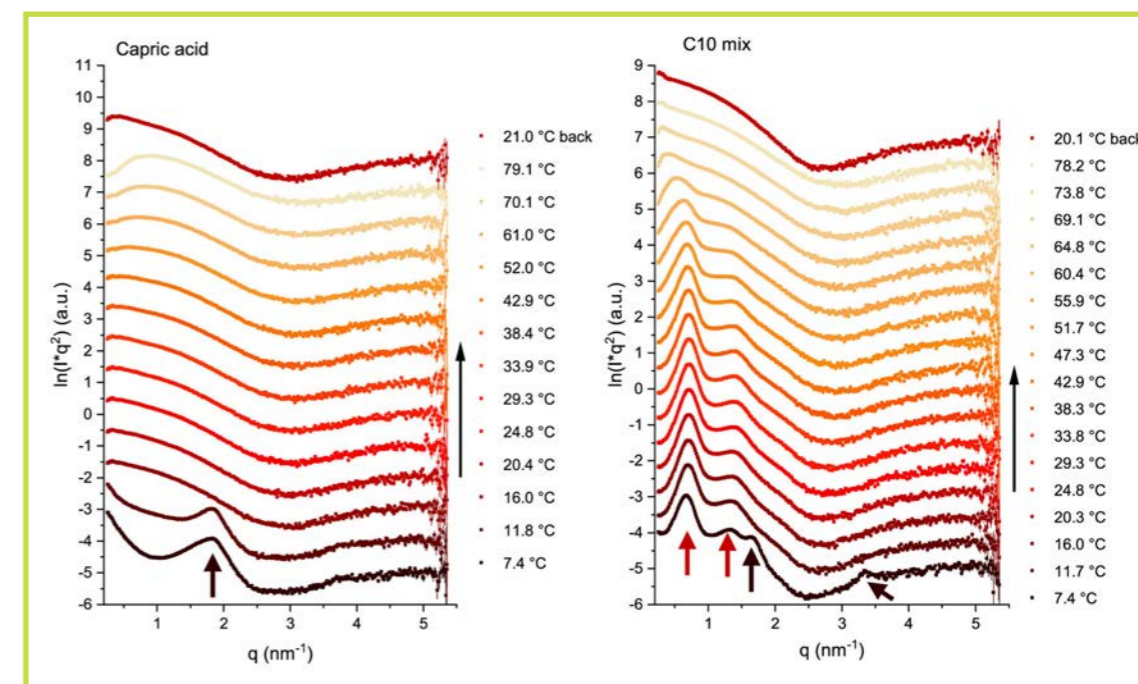 Capric acid
11
10
9
8
7
6
5
4
3
2
1
0
-1
-2
-3
-4
-5
-6
ln(I*q²) (a.u.)
1 2 3 4 5
q (nm⁻¹)
21.0 °C back
79.1 °C
70.1 °C
61.0 °C
52.0 °C
42.9 °C
38.4 °C
33.9 °C
29.3 °C
24.8 °C
20.4 °C
16.0 °C
11.8 °C
7.4 °C
C10 mix
9
8
7
6
5
4
3
2
1
0
-1
-2
-3
-4
-5
-6
ln(I*q²) (a.u.)
1 2 3 4 5
q (nm⁻¹)
20.1 °C back
78.2 °C
73.8 °C
69.1 °C
64.8 °C
60.4 °C
55.9 °C
51.7 °C
47.3 °C
42.9 °C
38.3 °C
33.8 °C
29.3 °C
24.8 °C
20.3 °C
16.0 °C
11.7 °C
7.4 °C